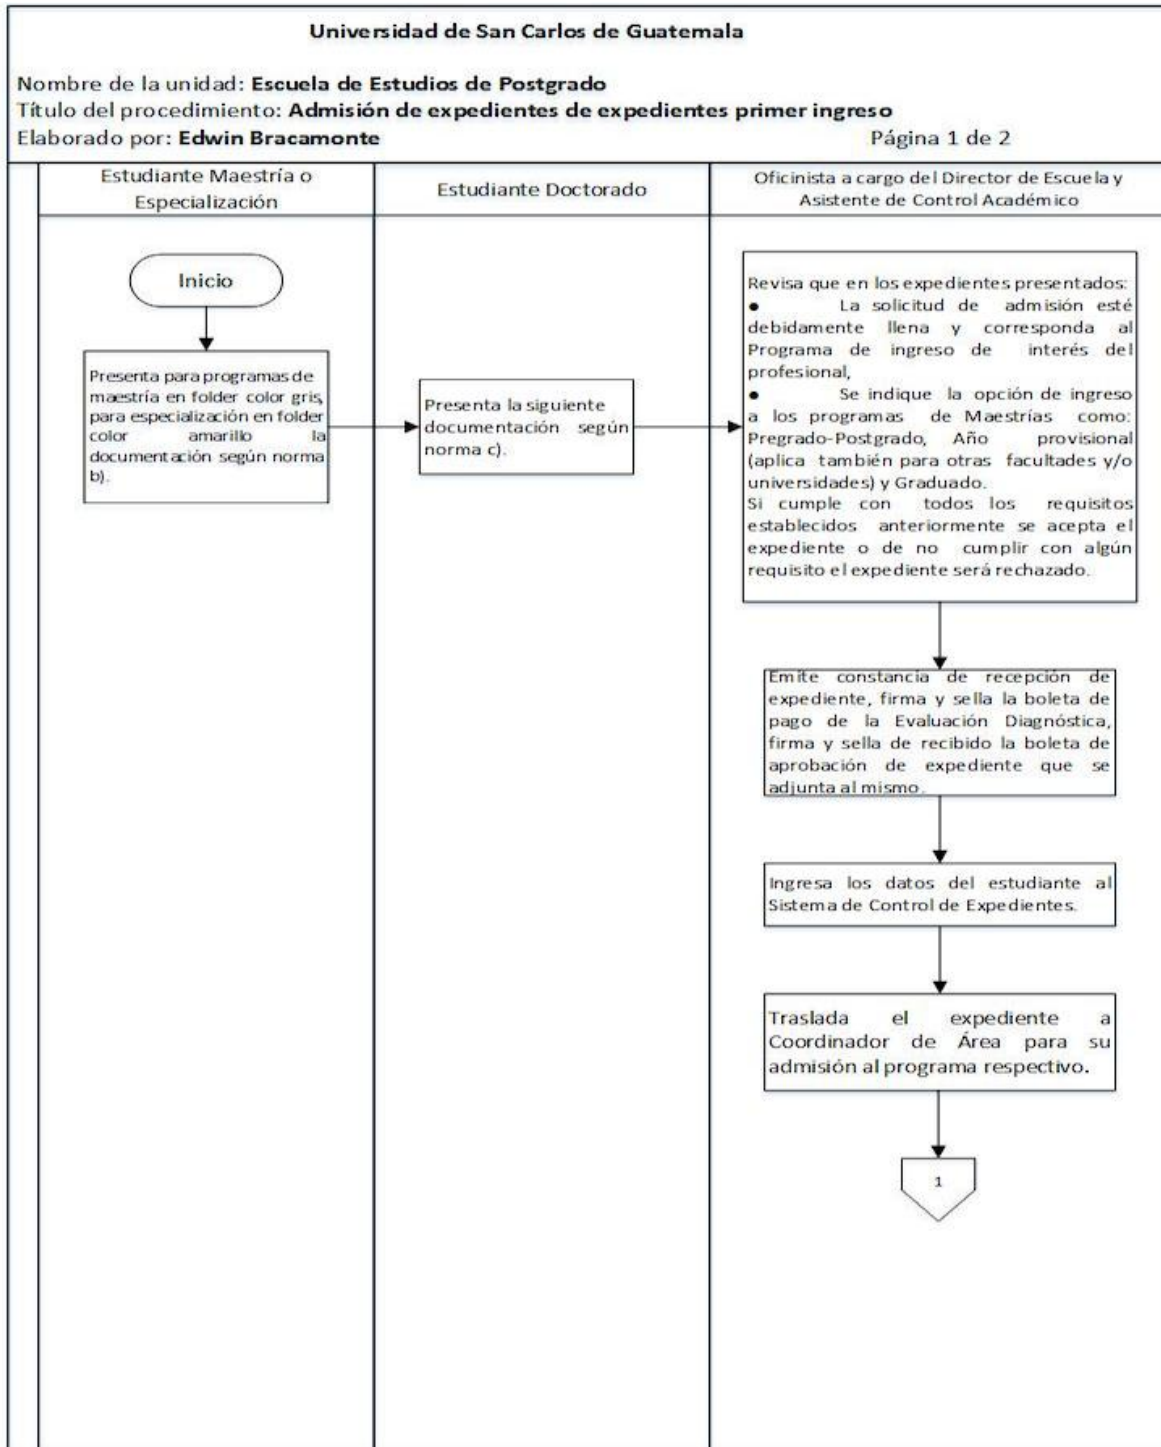 Universidad de San Carlos de Guatemala
Nombre de la unidad: Escuela de Estudios de Postgrado
Título del procedimiento: Admisión de expedientes de expedientes primer ingreso
Elaborado por: Edwin Bracamonte
Página 1 de 2
Estudiante Maestría o
Especialización
Estudiante Doctorado
Oficinista a cargo del Director de Escuela y
Asistente de Control Académico
Inicio
Presenta para programas de
maestría en folder color gris,
para especialización en folder
color amarillo la
documentación según norma
b).
Presenta la siguiente
documentación según
norma c).
Revisa que en los expedientes presentados:
● La solicitud de admisión esté
debidamente llena y corresponda al
Programa de ingreso de interés del
profesional,
● Se indique la opción de ingreso
a los programas de Maestrías como:
Pregrado-Postgrado, Año provisional
(aplica también para otras facultades y/o
universidades) y Graduado.
Si cumple con todos los requisitos
establecidos anteriormente se acepta el
expediente o de no cumplir con algún
requisito el expediente será rechazado.
Emite constancia de recepción de
expediente, firma y sella la boleta de
pago de la Evaluación Diagnóstica,
firma y sella de recibido la boleta de
aprobación de expediente que se
adjunta al mismo.
Ingresa los datos del estudiante al
Sistema de Control de Expedientes.
Traslada el expediente a
Coordinador de Área para su
admisión al programa respectivo.
1